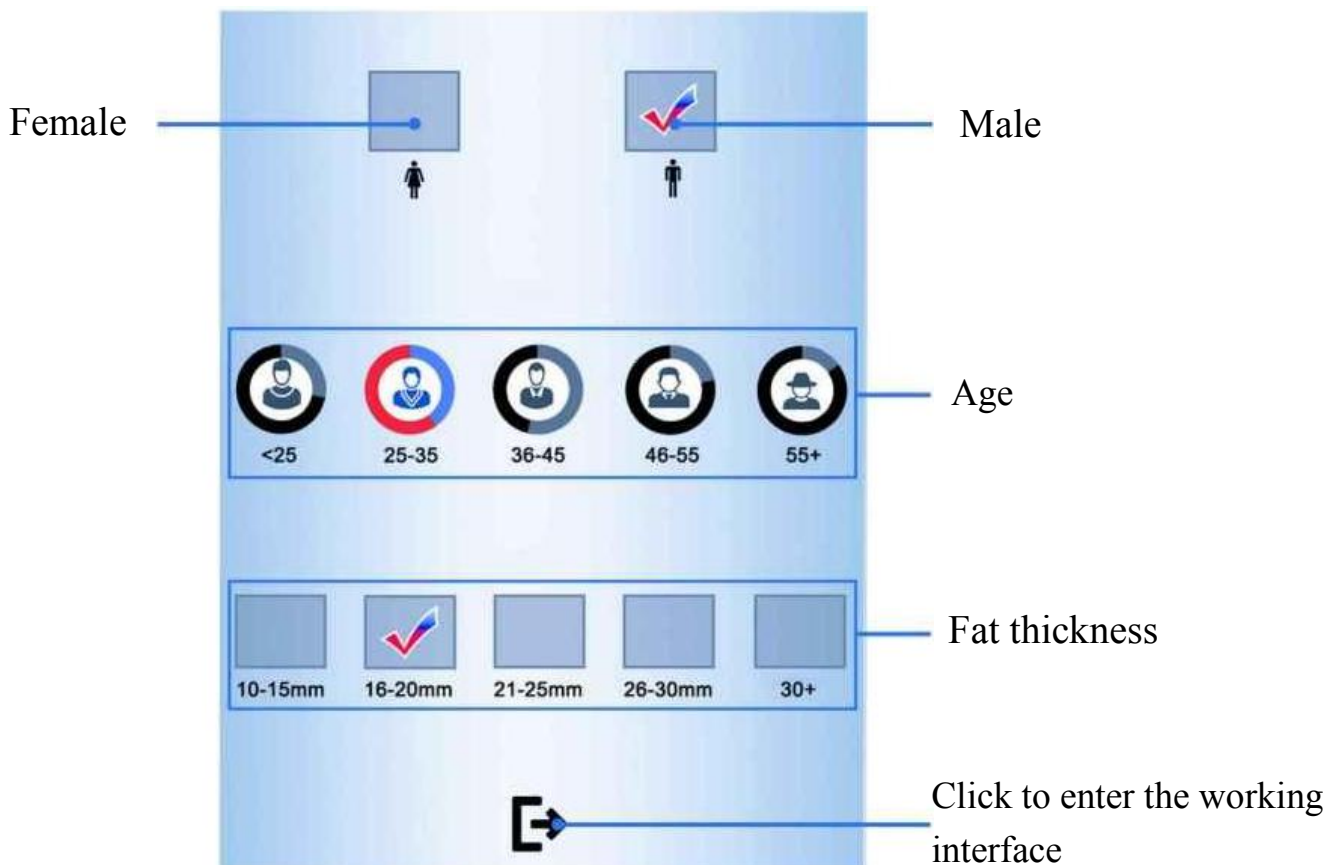 Female
Male
<25
25-35
36-45
46-55
55+
Age
10-15mm
16-20mm
21-25mm
26-30mm
30+
Fat thickness
Click to enter the working
interface